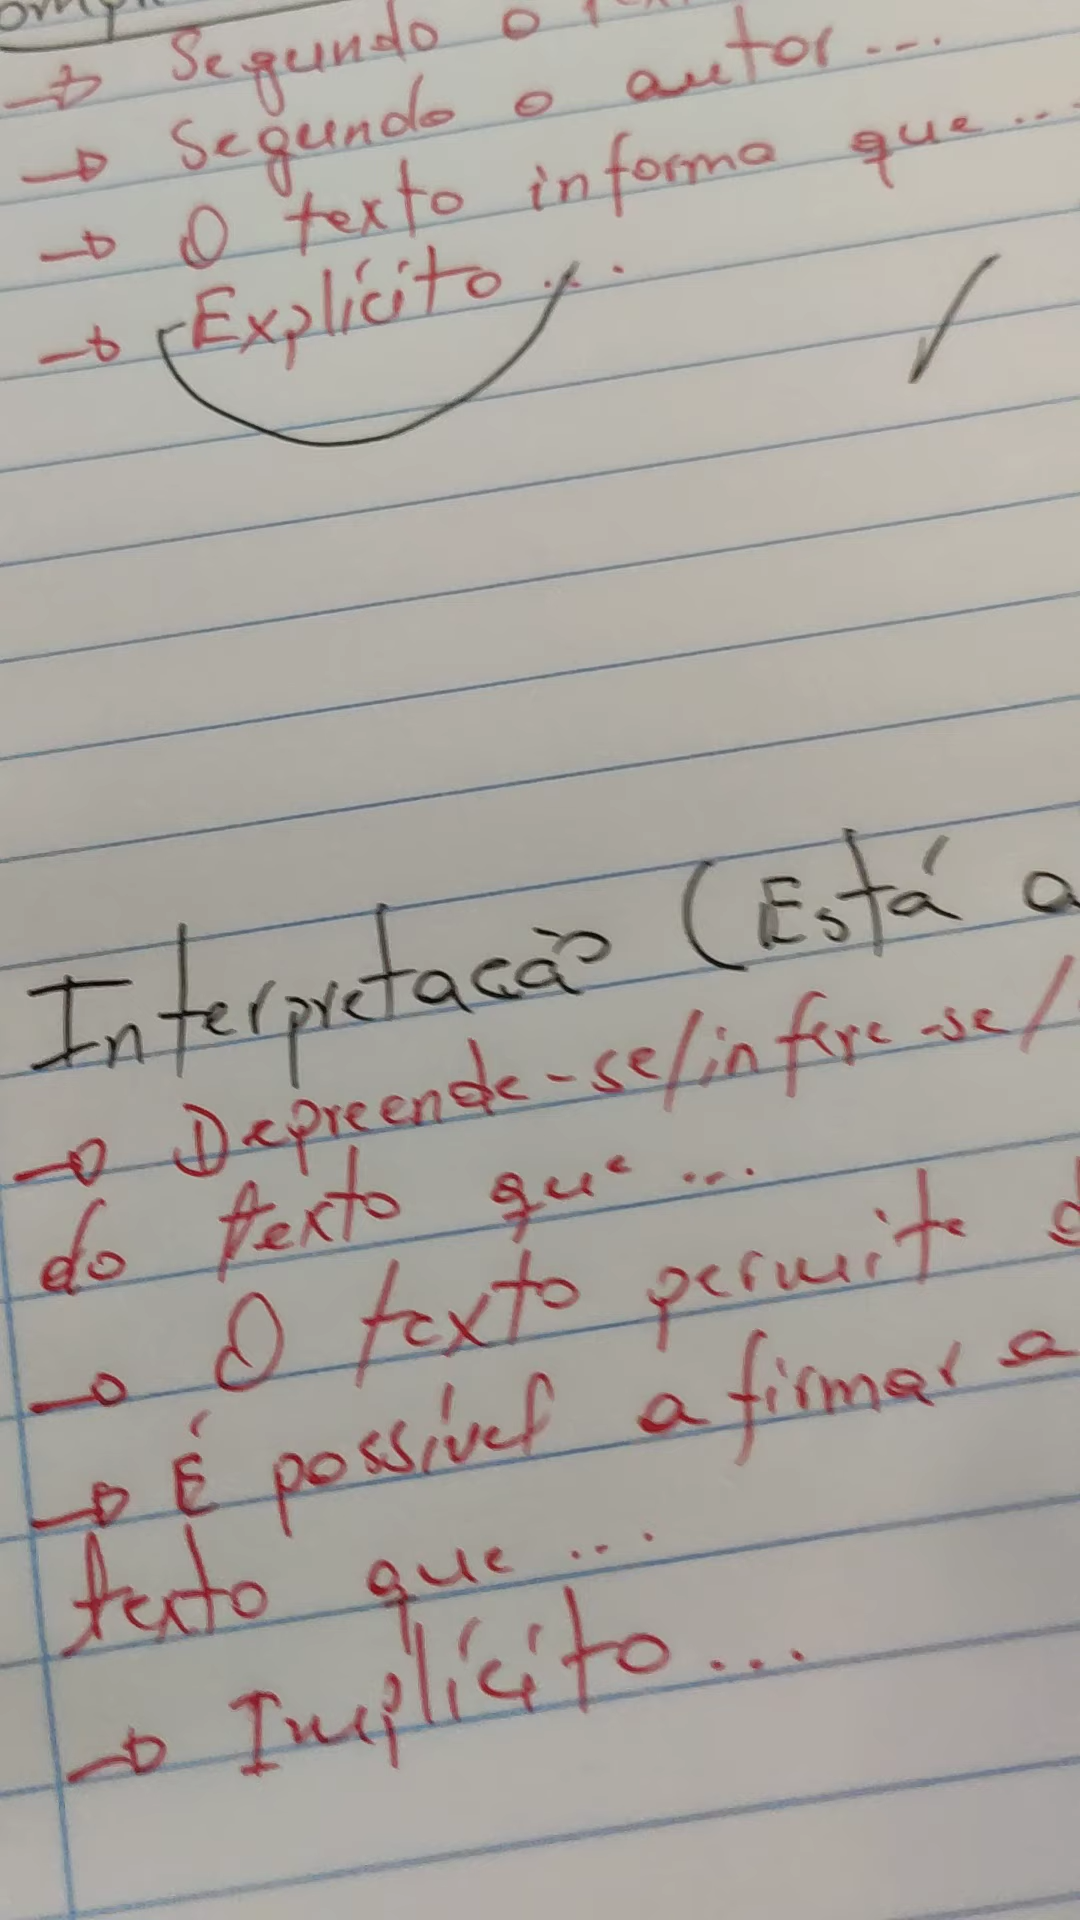 → Segundo o
→ Segundo o autor...
→ O texto informa que...
→ Explícito...
Interpretacão (Está a
→ Depreende-se/infere-se/
do texto que...
→ O texto permite d
→ É possível afirmar a
texto que...
→ Implícito...